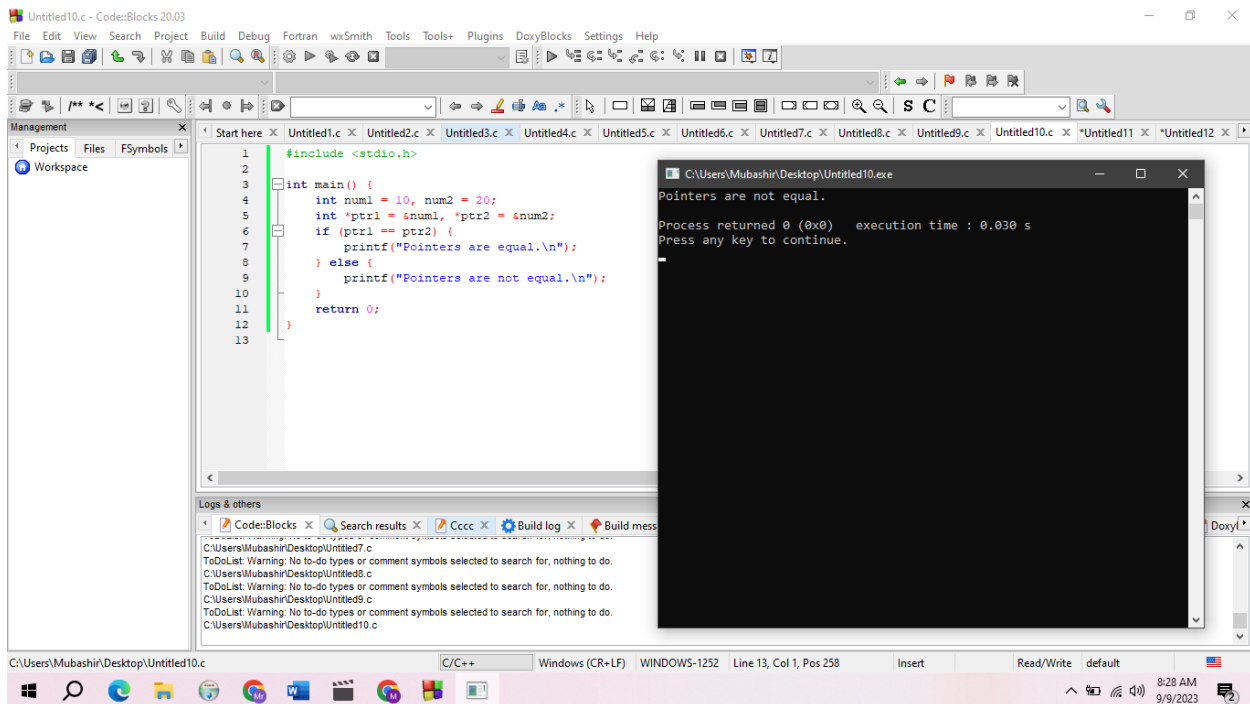 Untitled10.c - Code::Blocks 20.03
File Edit View Search Project Build Debug Fortran wxSmith Tools Tools+ Plugins DoxyBlocks Settings Help
/** *<
S C
Management
Projects Files FSymbols
Workspace
Start here Untitled1.c Untitled2.c Untitled3.c Untitled4.c Untitled5.c Untitled6.c Untitled7.c Untitled8.c Untitled9.c Untitled10.c *Untitled11 *Untitled12
1 #include <stdio.h>
2
3 int main() {
4 int num1 = 10, num2 = 20;
5 int *ptr1 = &num1, *ptr2 = &num2;
6 if (ptr1 == ptr2) {
7 printf("Pointers are equal.\n");
8 } else {
9 printf("Pointers are not equal.\n");
10 }
11 return 0;
12 }
13
C:\Users\Mubashir\Desktop\Untitled10.exe
Pointers are not equal.
Process returned 0 (0x0) execution time : 0.030 s
Press any key to continue.
Logs & others
Code::Blocks Search results Cccc Build log Build mess
Doxyl
C:\Users\Mubashir\Desktop\Untitled7.c
ToDoList: Warning: No to-do types or comment symbols selected to search for, nothing to do.
C:\Users\Mubashir\Desktop\Untitled8.c
ToDoList: Warning: No to-do types or comment symbols selected to search for, nothing to do.
C:\Users\Mubashir\Desktop\Untitled9.c
ToDoList: Warning: No to-do types or comment symbols selected to search for, nothing to do.
C:\Users\Mubashir\Desktop\Untitled10.c
C:\Users\Mubashir\Desktop\Untitled10.c C/C++ Windows (CR+LF) WINDOWS-1252 Line 13, Col 1, Pos 258 Insert Read/Write default
8:28 AM
9/9/2023
2